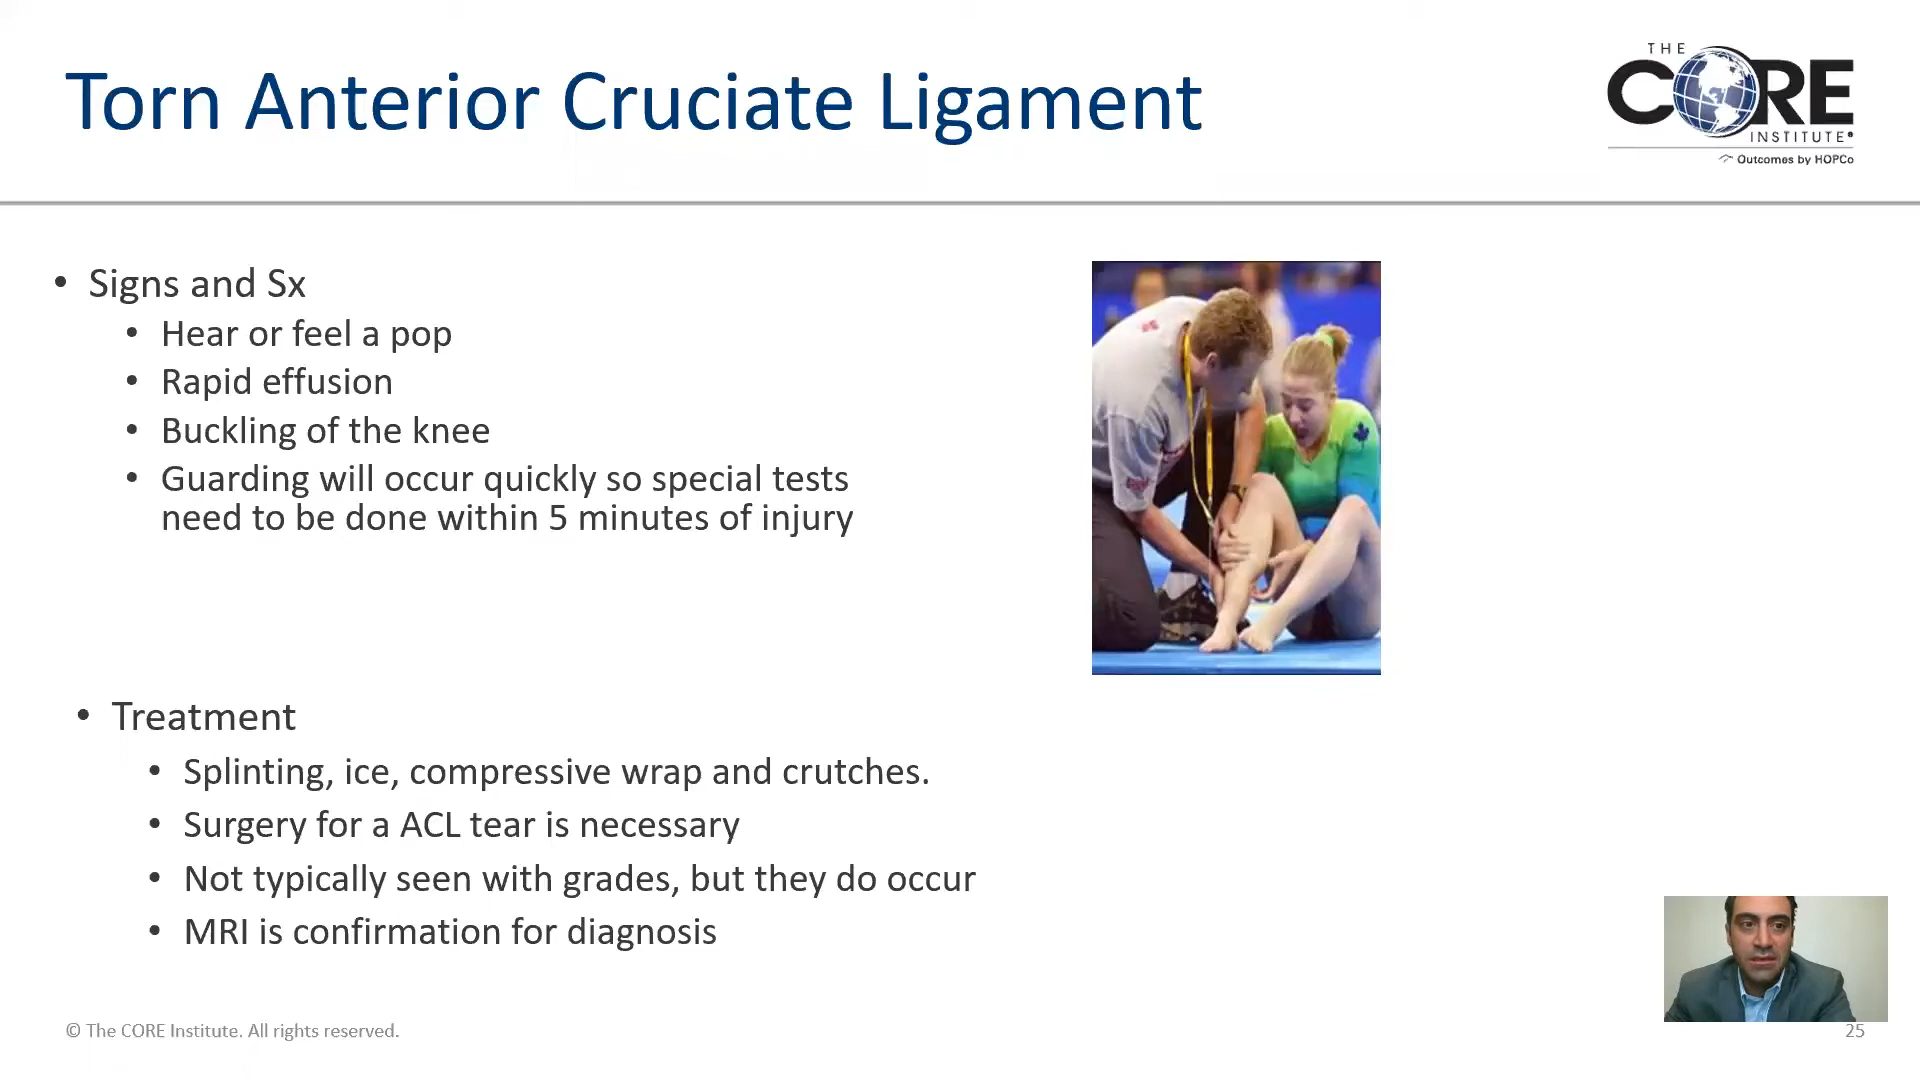 Torn Anterior Cruciate Ligament
THE
CORE
INSTITUTE®
Outcomes by HOPCo
• Signs and Sx
• Hear or feel a pop
• Rapid effusion
• Buckling of the knee
• Guarding will occur quickly so special tests
need to be done within 5 minutes of injury
• Treatment
• Splinting, ice, compressive wrap and crutches.
• Surgery for a ACL tear is necessary
• Not typically seen with grades, but they do occur
• MRI is confirmation for diagnosis
© The CORE Institute. All rights reserved.
25